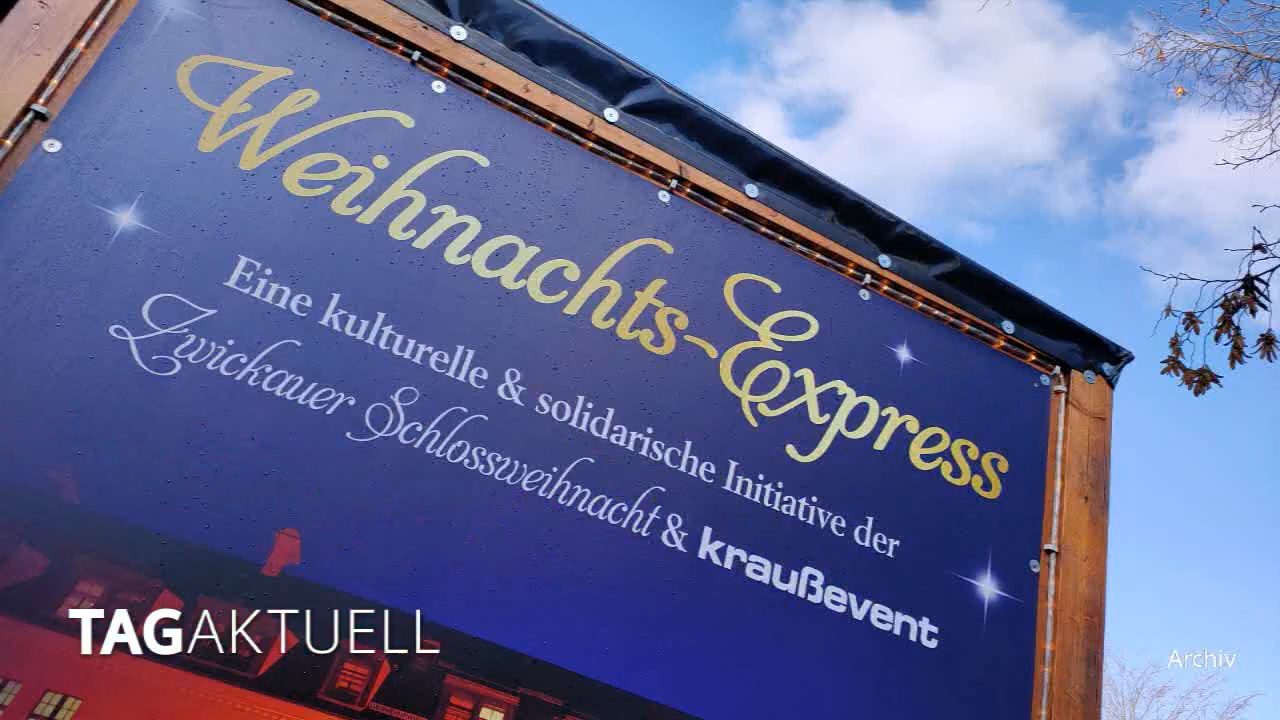 Weihnachts-Express
Eine kulturelle & solidarische Initiative der
Zwickauer Schlossweihnacht & kraußevent
TAGAKTUELL
Archiv